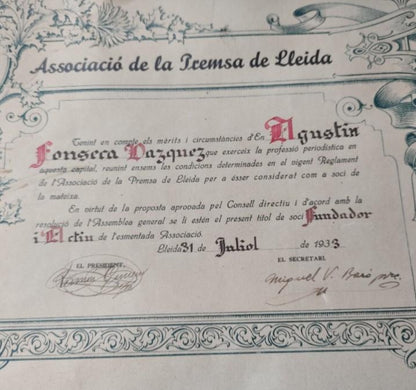 Associació de la Premsa de Lleida
Tenint en compte els mèrits i circumstàncies d'En Agustin
Fonseca Vazquez que exerceix la professió periodística en
aquesta capital, reunint ensems les condicions determinades en el vigent Reglament
de l'Associació de la Premsa de Lleida per a ésser considerat com a soci de
la mateixa.
En virtut de la proposta aprovada pel Consell directiu i d'acord amb la
resolució de l'Assemblea general se li estén el present títol de soci Fundador
i Actiu de l'esmentada Associació.
Lleida 31 de Juliol de 1933
EL PRESIDENT, EL SECRETARI,
Miquel V.